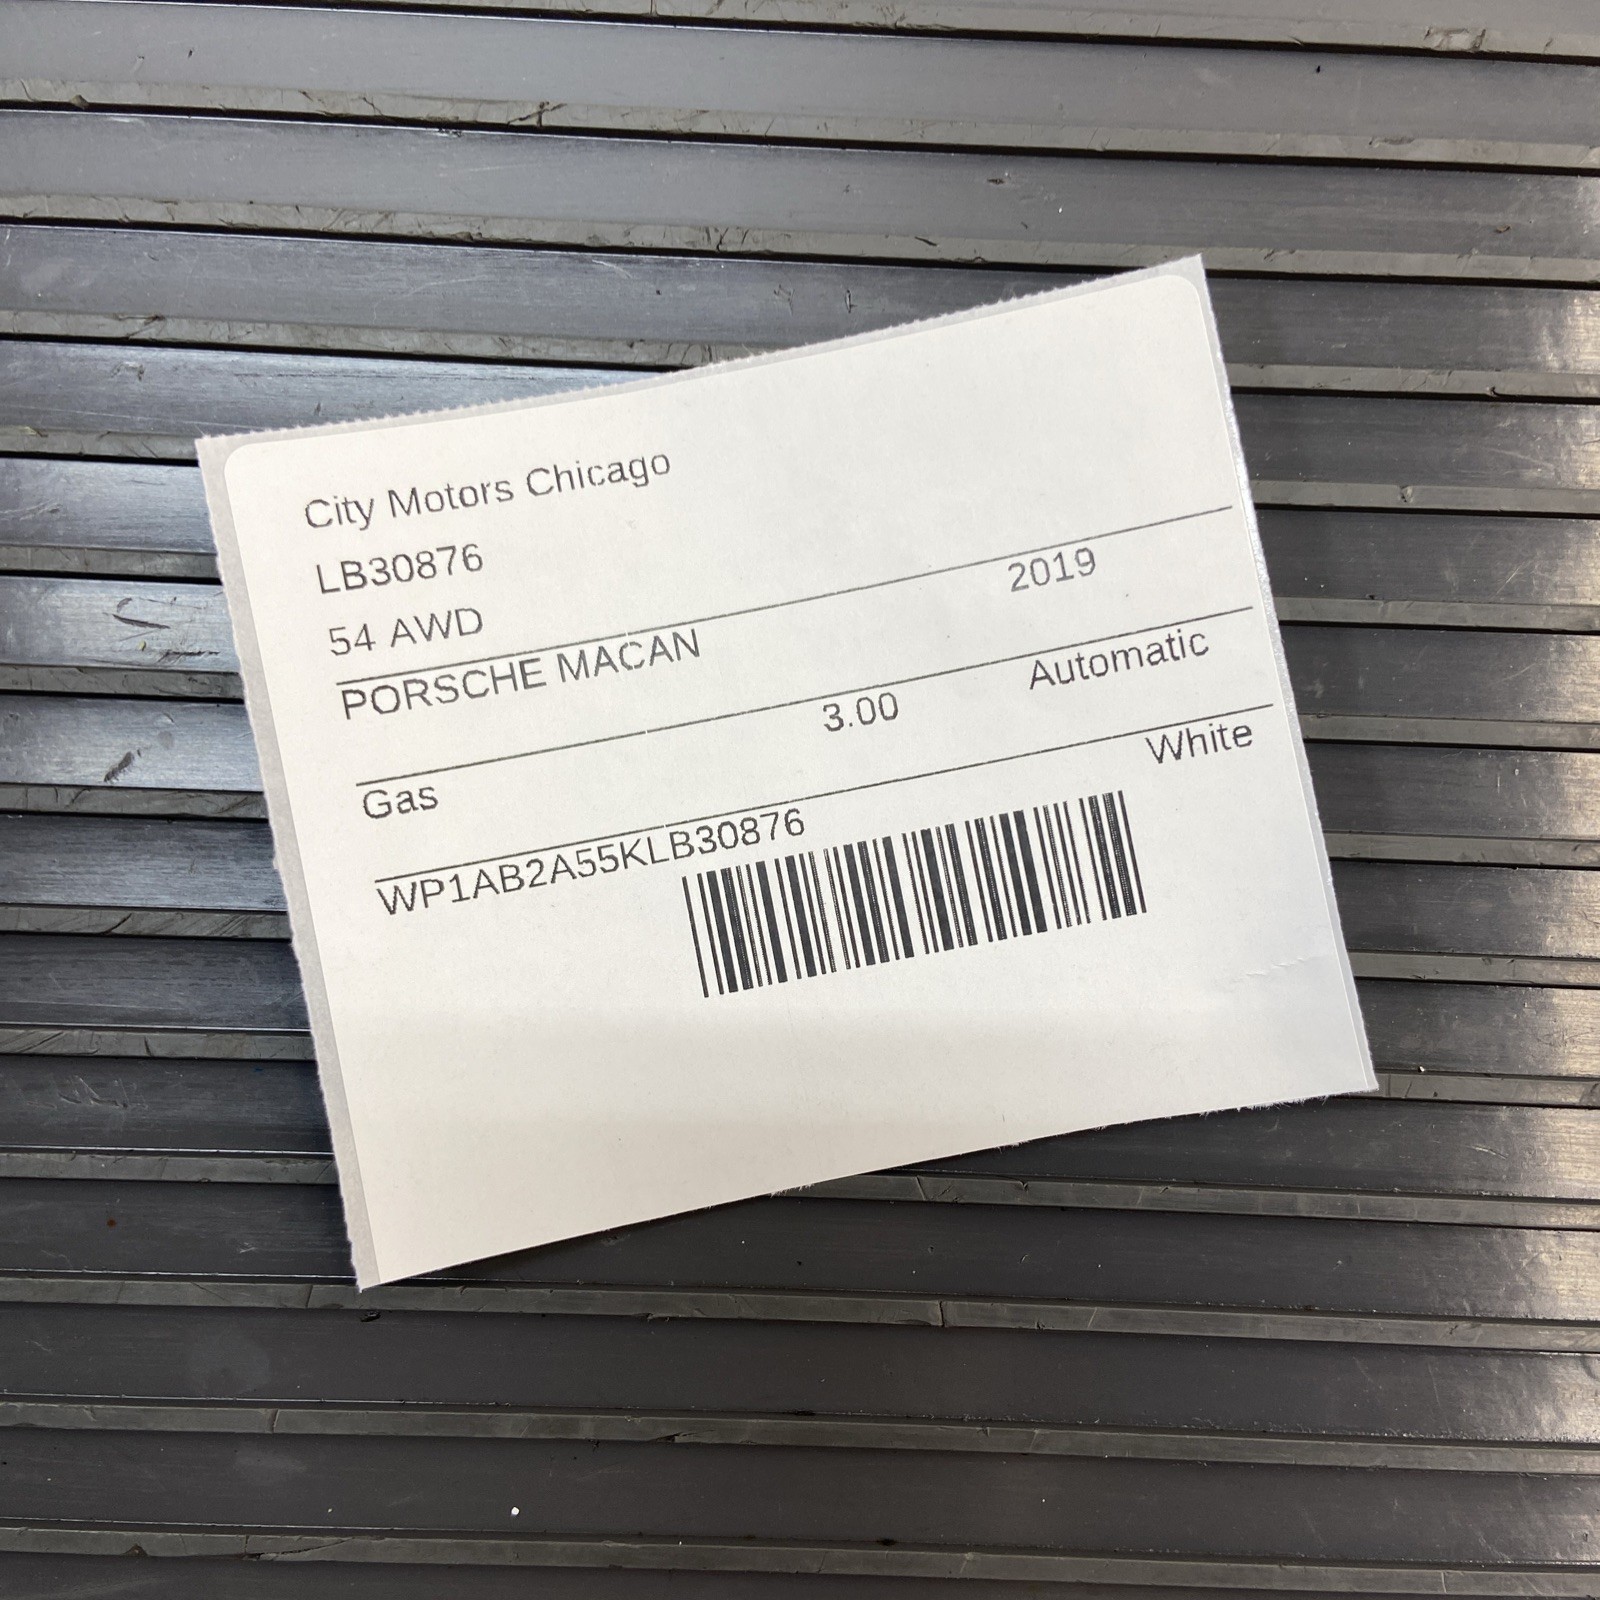 City Motors Chicago
LB30876
54 AWD
PORSCHE MACAN 2019
Gas 3.00 Automatic
WP1AB2A55KLB30876 White